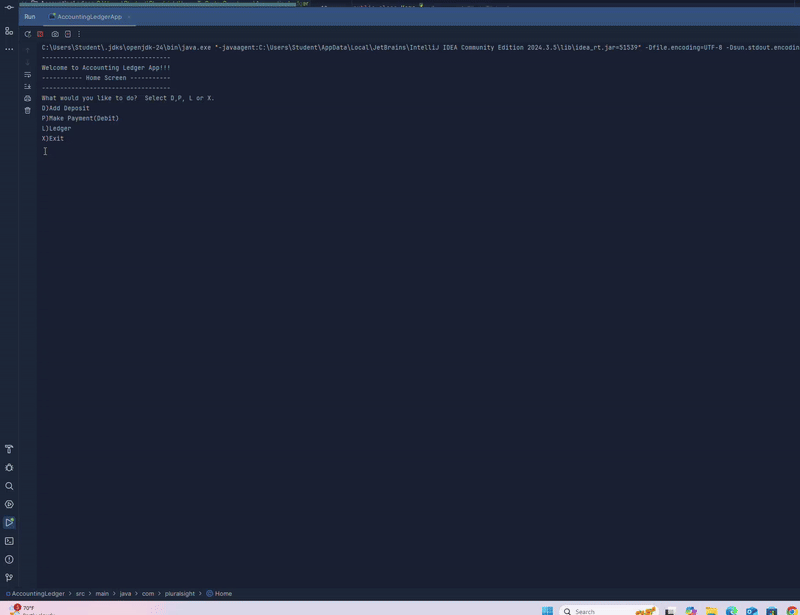 Run AccountingLedgerApp
C:\Users\Student\.jdks\openjdk-24\bin\java.exe "-javaagent:C:\Users\Student\AppData\Local\JetBrains\IntelliJ IDEA Community Edition 2024.3.5\lib\idea_rt.jar=51539" -Dfile.encoding=UTF-8 -Dsun.stdout.encodin
----------------------------------
Welcome to Accounting Ledger App!!!
----------- Home Screen -----------
----------------------------------
What would you like to do?  Select D,P, L or X.
D)Add Deposit
P)Make Payment(Debit)
L)Ledger
X)Exit
AccountingLedger > src > main > java > com > pluralsight > Home
3
70°F
Search